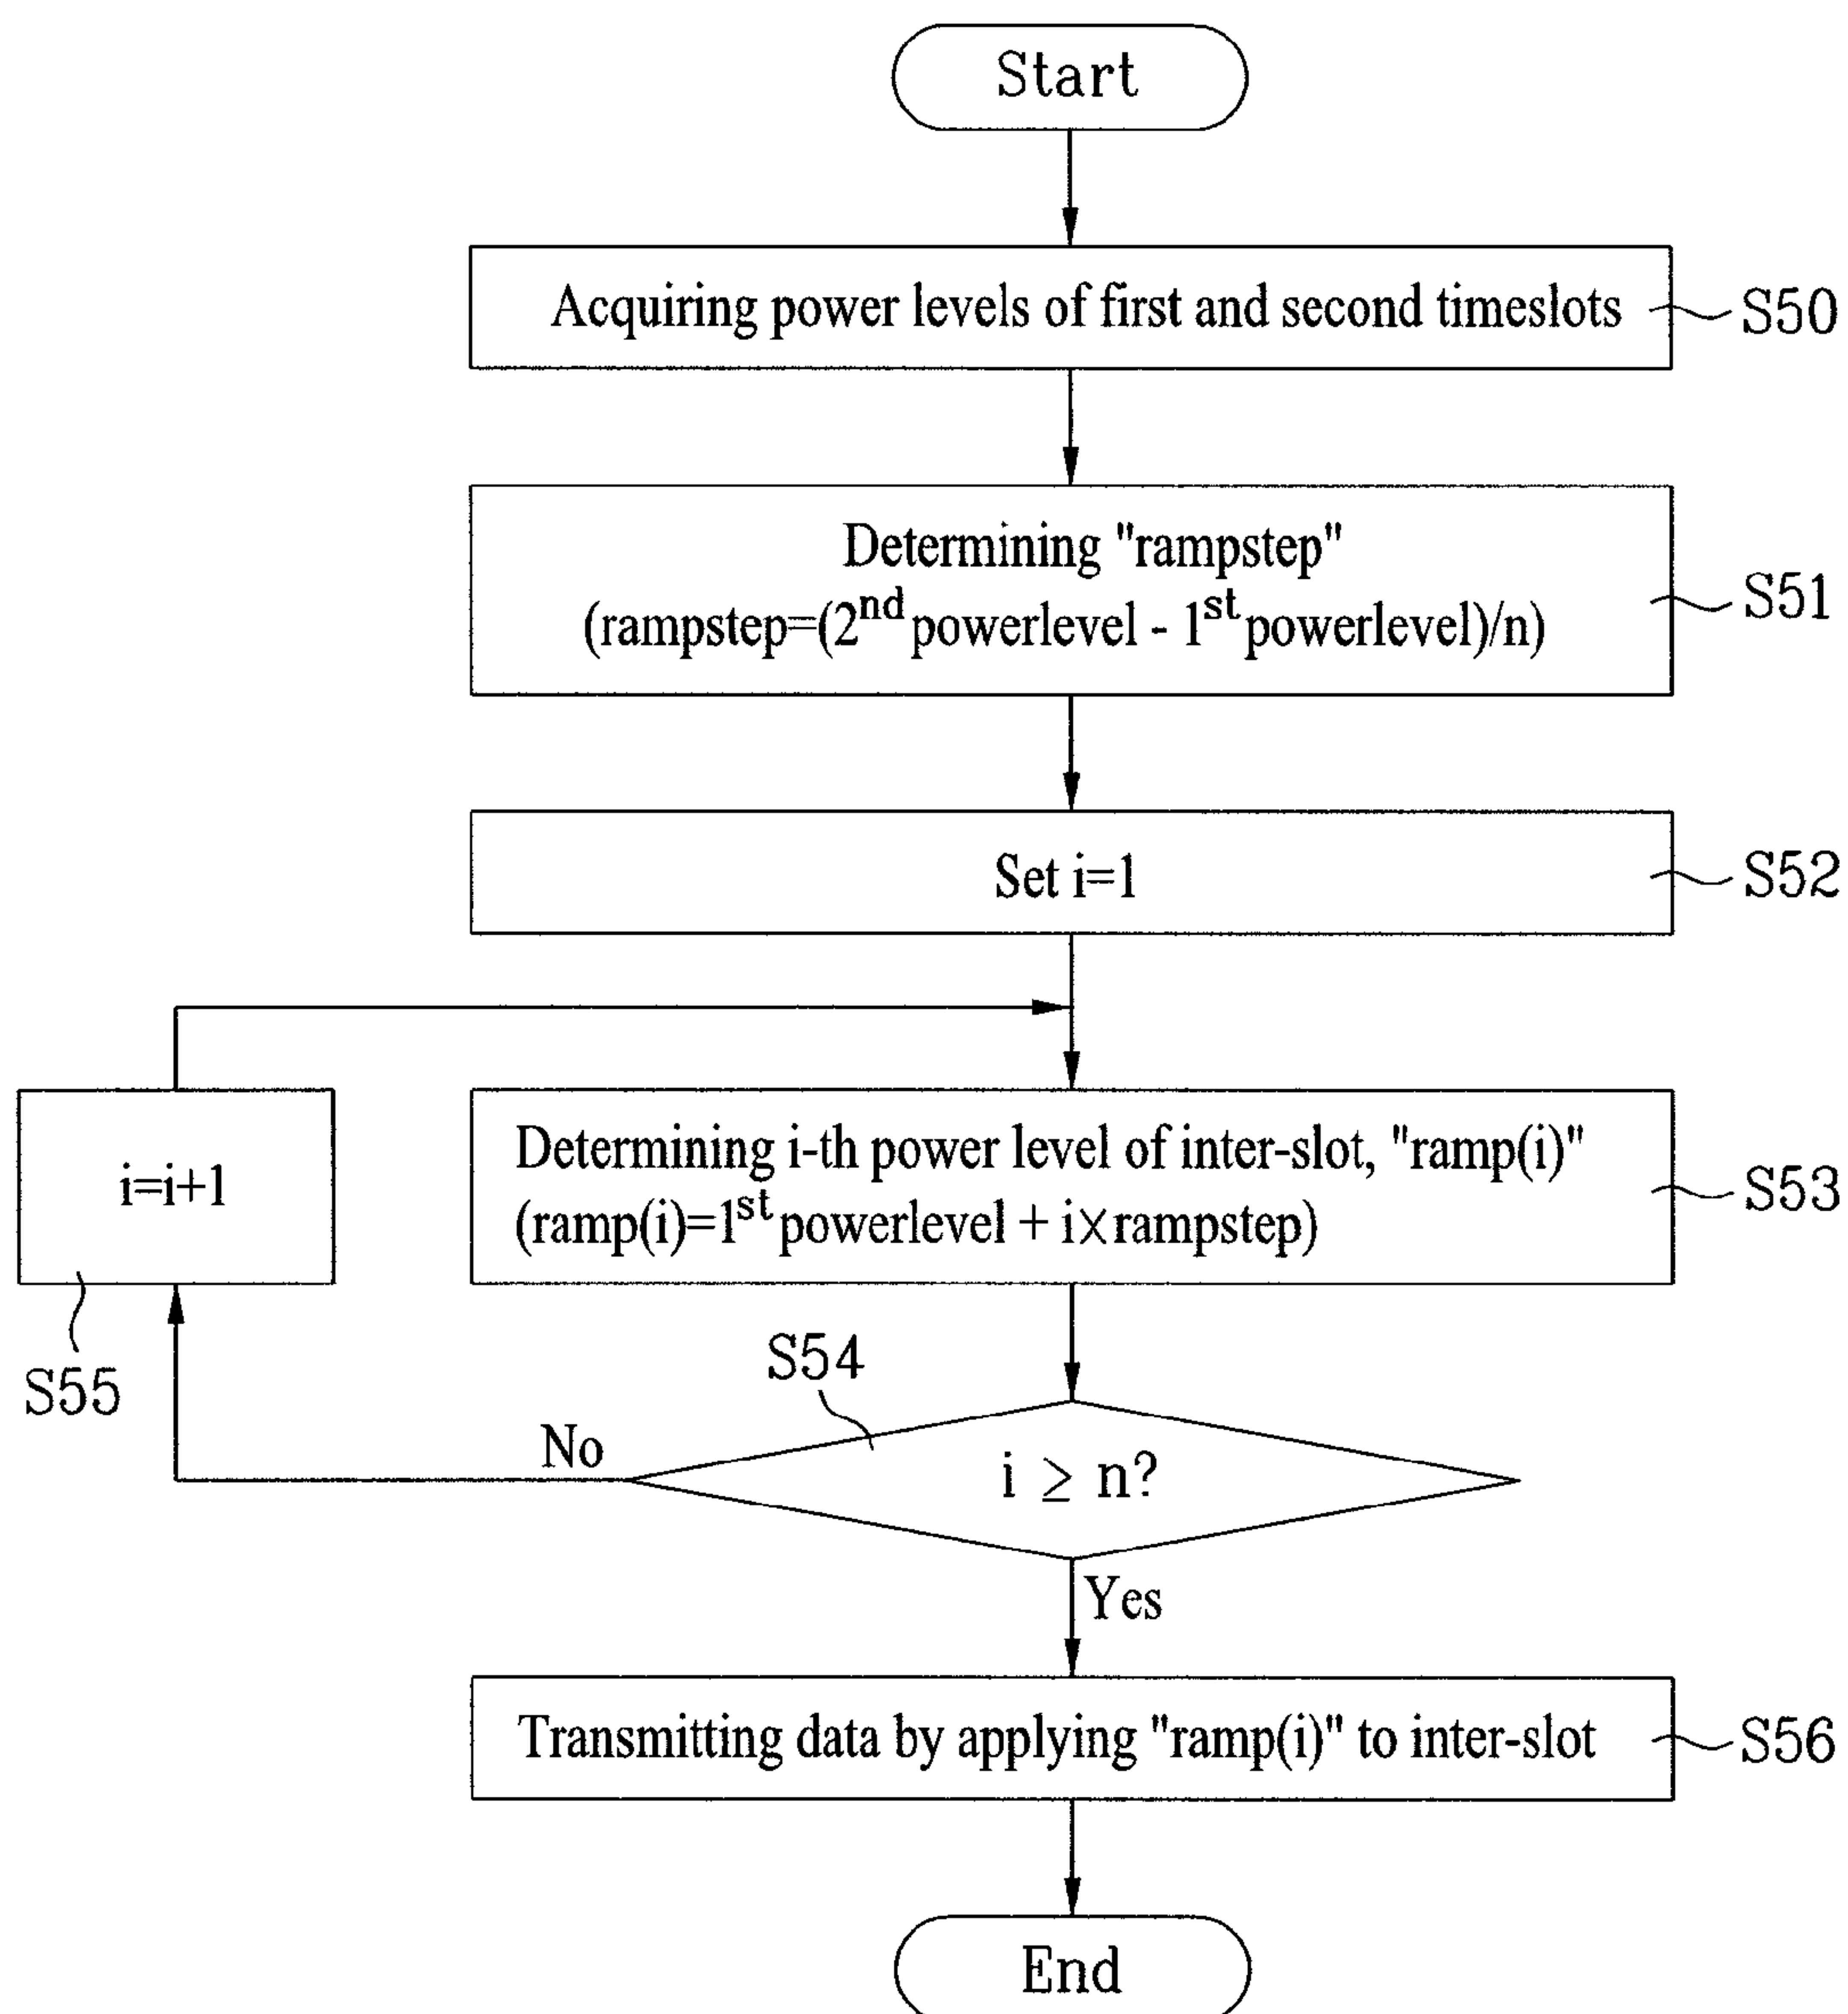 Start
Acquiring power levels of first and second timeslots
S50
Determining "rampstep"
(rampstep=(2nd powerlevel - 1st powerlevel)/n)
S51
Set i=1
S52
i=i+1
S55
Determining i-th power level of inter-slot, "ramp(i)"
(ramp(i)=1st powerlevel + i×rampstep)
S53
S54
No
i ≥ n?
Yes
Transmitting data by applying "ramp(i)" to inter-slot
S56
End